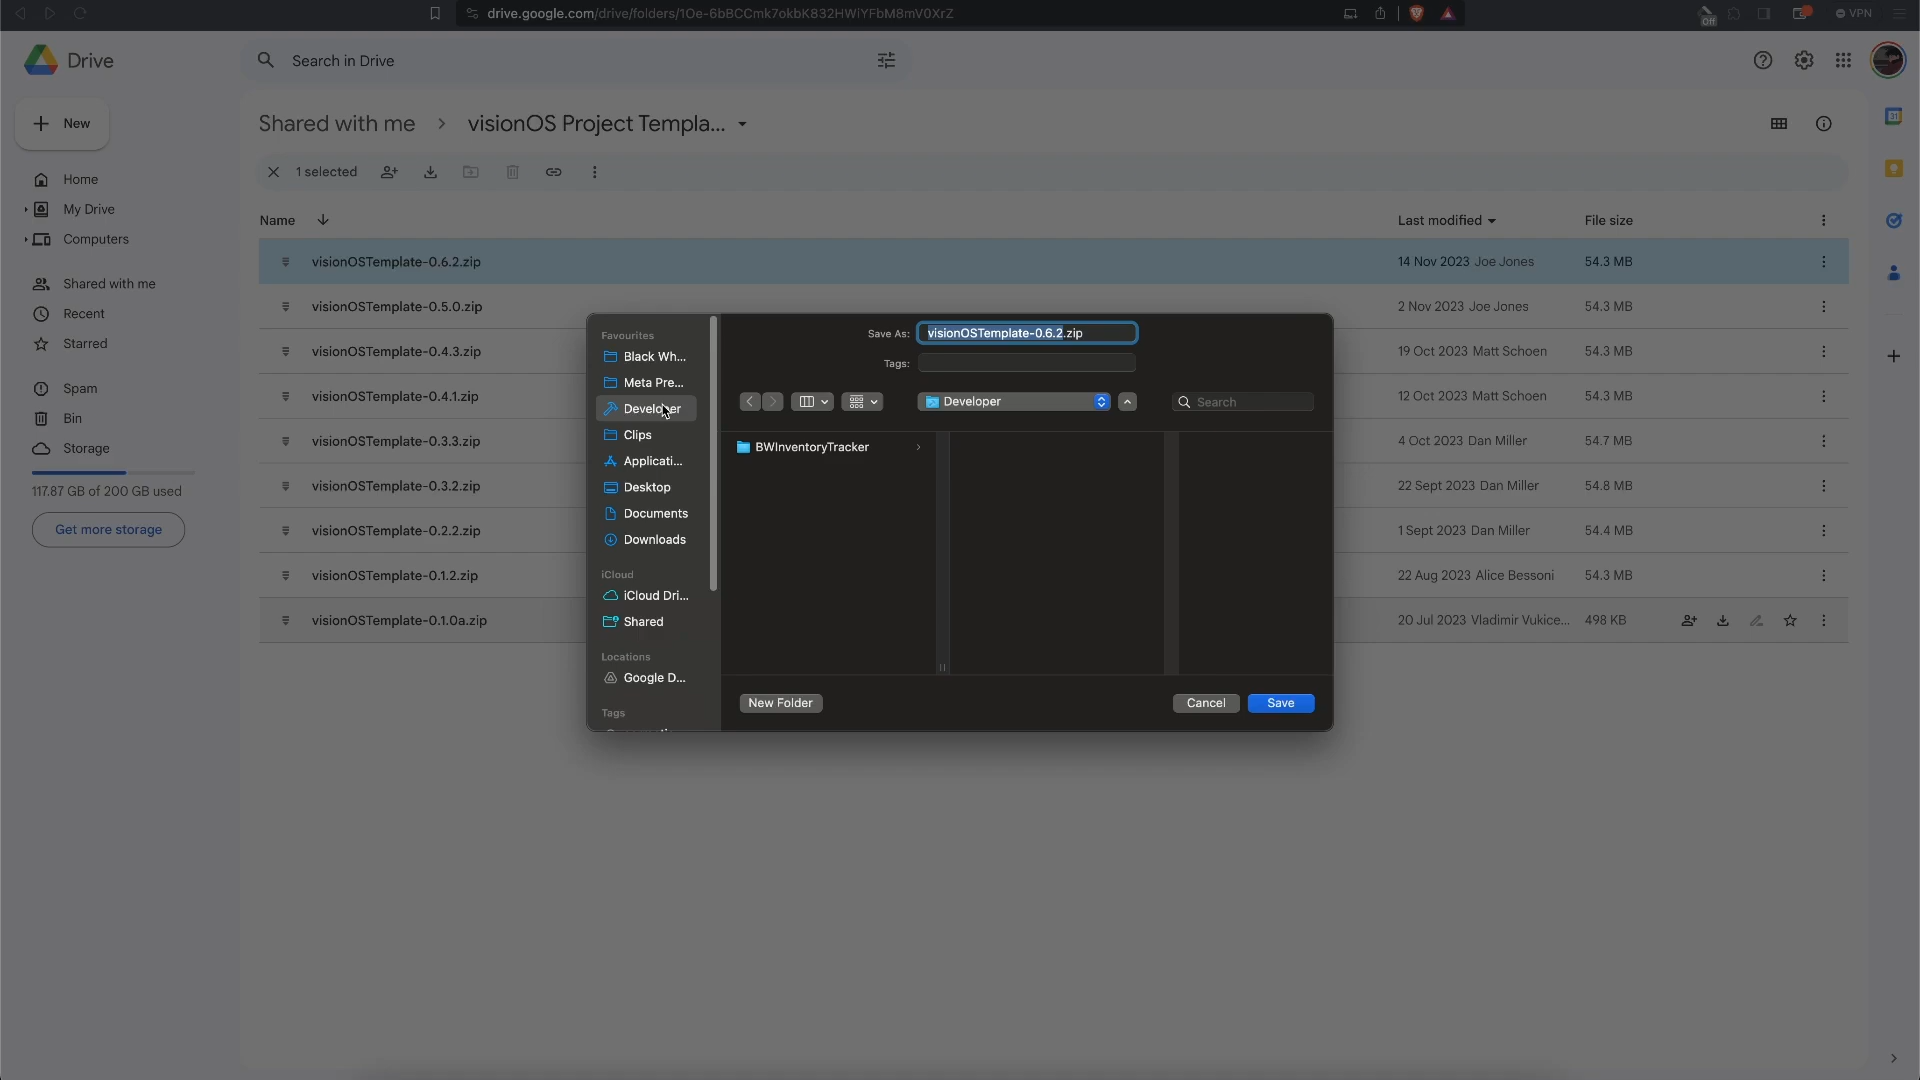 drive.google.com/drive/folders/1Oe-6bBCCmk7okbK832HWiYFbM8mV0XrZ
Off
VPN
Drive
Search in Drive
New
Shared with me
visionOS Project Templa...
1 selected
Home
My Drive
Computers
Shared with me
Recent
Starred
Spam
Bin
Storage
117.87 GB of 200 GB used
Get more storage
Name
Last modified
File size
visionOSTemplate-0.6.2.zip
14 Nov 2023 Joe Jones
54.3 MB
visionOSTemplate-0.5.0.zip
2 Nov 2023 Joe Jones
54.3 MB
visionOSTemplate-0.4.3.zip
19 Oct 2023 Matt Schoen
54.3 MB
visionOSTemplate-0.4.1.zip
12 Oct 2023 Matt Schoen
54.3 MB
visionOSTemplate-0.3.3.zip
4 Oct 2023 Dan Miller
54.7 MB
visionOSTemplate-0.3.2.zip
22 Sept 2023 Dan Miller
54.8 MB
visionOSTemplate-0.2.2.zip
1 Sept 2023 Dan Miller
54.4 MB
visionOSTemplate-0.1.2.zip
22 Aug 2023 Alice Bessoni
54.3 MB
visionOSTemplate-0.1.0a.zip
20 Jul 2023 Vladimir Vukice...
498 KB
Favourites
Black Wh...
Meta Pre...
Developer
Clips
Applicati...
Desktop
Documents
Downloads
iCloud
iCloud Dri...
Shared
Locations
Google D...
Tags
Save As:
visionOSTemplate-0.6.2.zip
Tags:
Developer
Search
BWInventoryTracker
New Folder
Cancel
Save
31